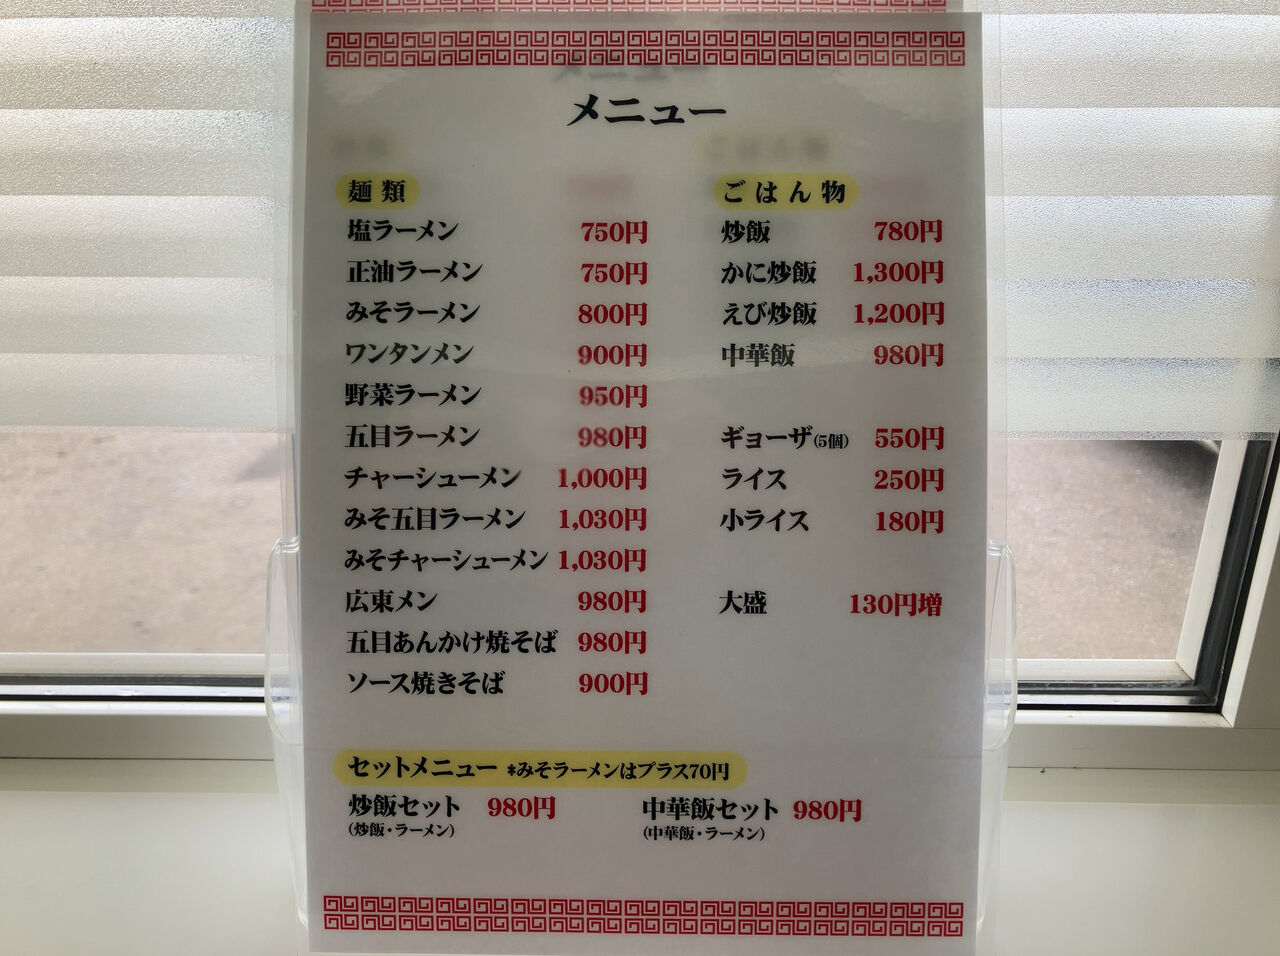 メニュー
麺類
塩ラーメン 750円
正油ラーメン 750円
みそラーメン 800円
ワンタンメン 900円
野菜ラーメン 950円
五目ラーメン 980円
チャーシューメン 1,000円
みそ五目ラーメン 1,030円
みそチャーシューメン 1,030円
広東メン 980円
五目あんかけ焼そば 980円
ソース焼きそば 900円
ごはん物
炒飯 780円
かに炒飯 1,300円
えび炒飯 1,200円
中華飯 980円
ギョーザ(5個) 550円
ライス 250円
小ライス 180円
大盛 130円増
セットメニュー *みそラーメンはプラス70円
炒飯セット 980円
(炒飯・ラーメン)
中華飯セット 980円
(中華飯・ラーメン)